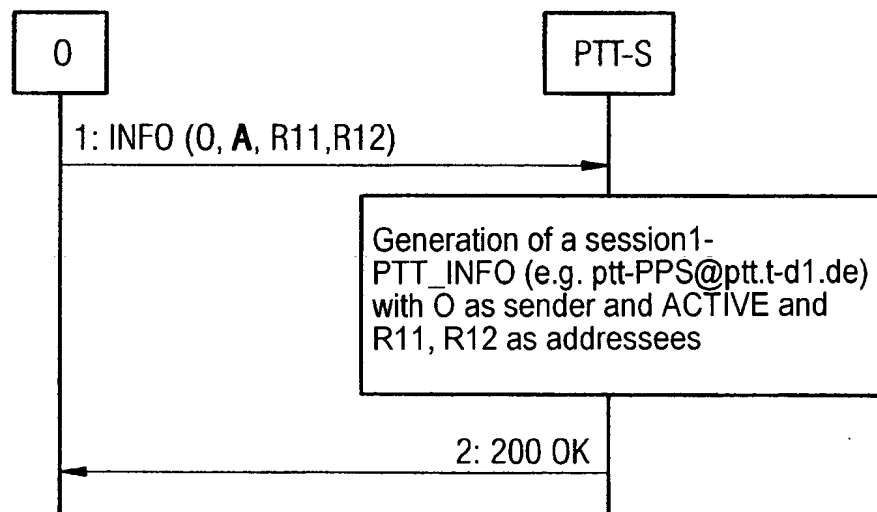 O
PTT-S
1: INFO (O, A, R11,R12)
Generation of a session1-
PTT_INFO (e.g. ptt-PPS@ptt.t-d1.de)
with O as sender and ACTIVE and
R11, R12 as addressees
2: 200 OK